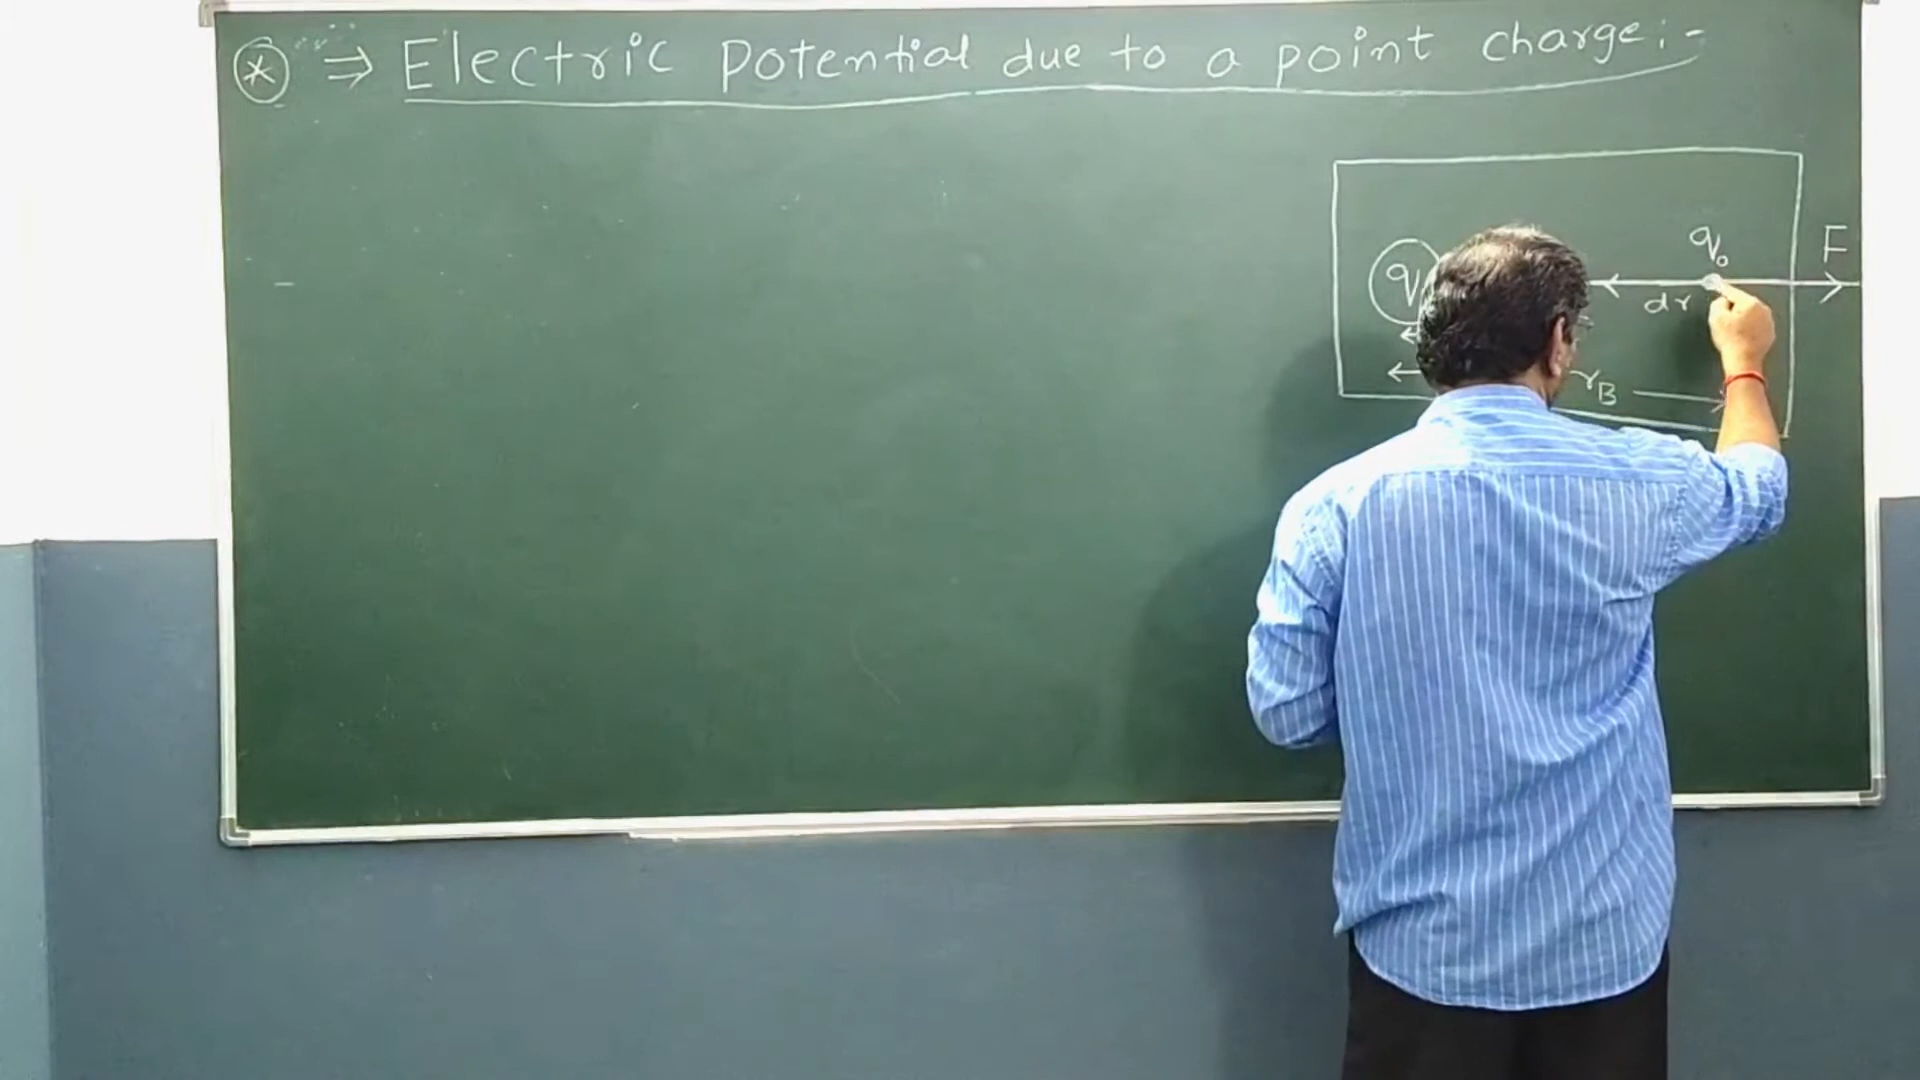 * ⇒ Electric Potential due to a point charge:-
q₀ F
q
dr
r_B